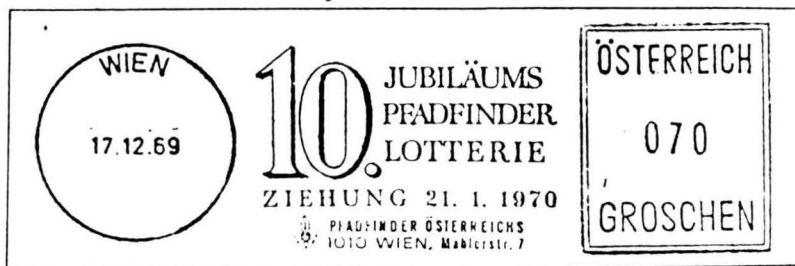 WIEN
17.12.69
10. JUBILÄUMS
PFADFINDER
LOTTERIE
ZIEHUNG 21. 1. 1970
PFADFINDER ÖSTERREICHS
1010 WIEN, Mahlerstr. 7
ÖSTERREICH
070
GROSCHEN